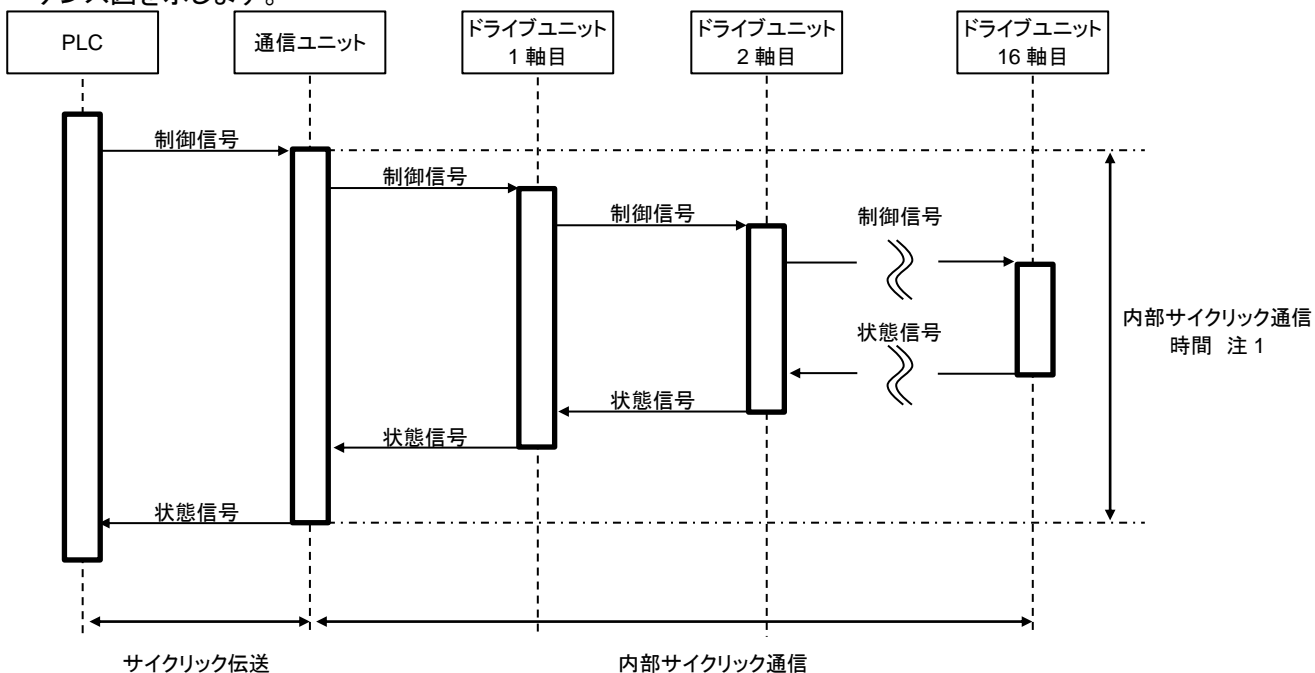 PLC
通信ユニット
ドライブユニット
1 軸目
ドライブユニット
2 軸目
ドライブユニット
16 軸目
制御信号
制御信号
制御信号
制御信号
内部サイクリック通信
時間 注 1
状態信号
状態信号
状態信号
状態信号
サイクリック伝送
内部サイクリック通信